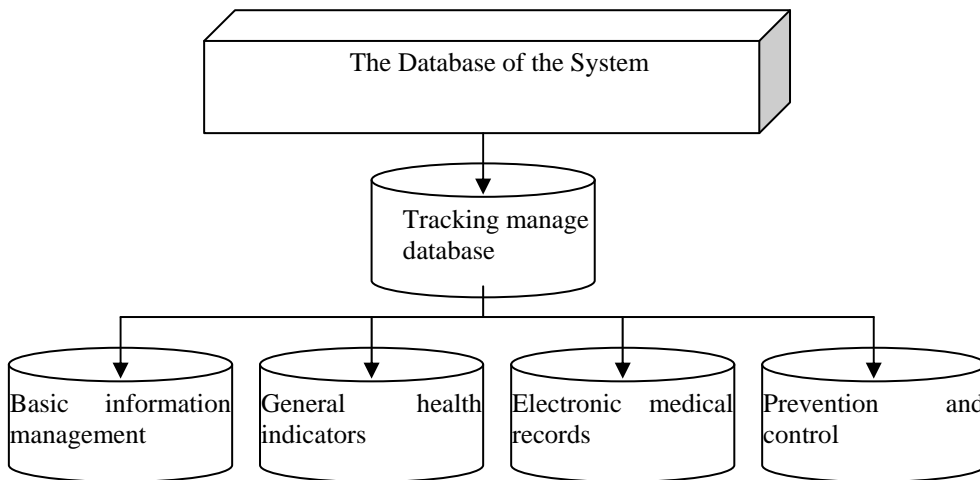 The Database of the System
Tracking manage
database
Basic information
management
General health
indicators
Electronic medical
records
Prevention and
control